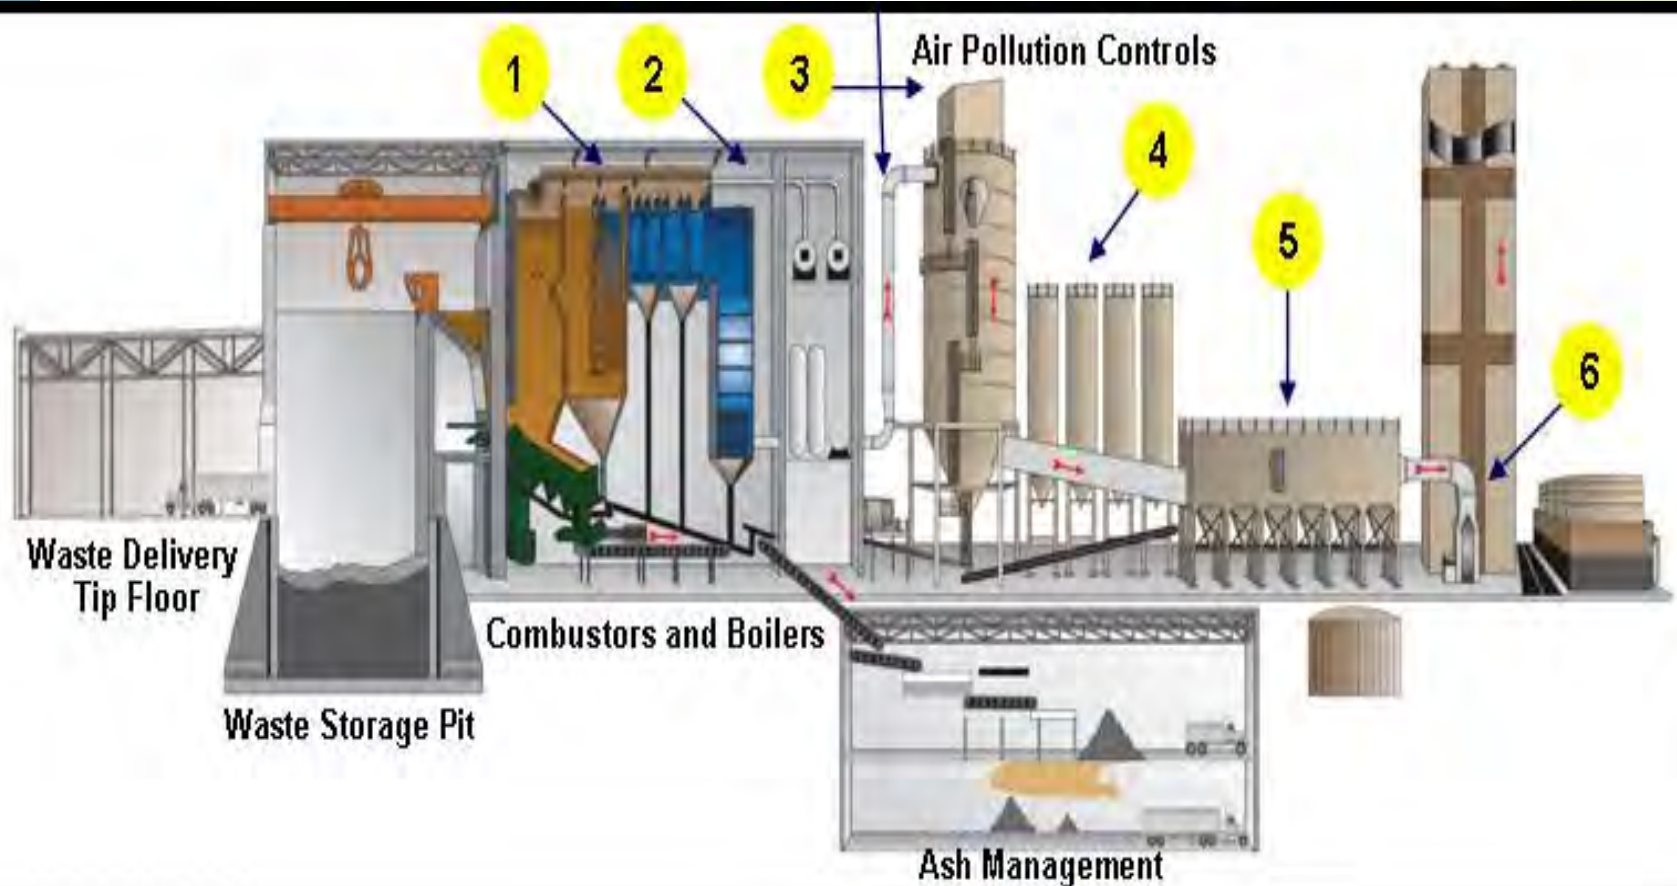 1
2
3
Air Pollution Controls
4
5
6
Waste Delivery
Tip Floor
Combustors and Boilers
Waste Storage Pit
Ash Management